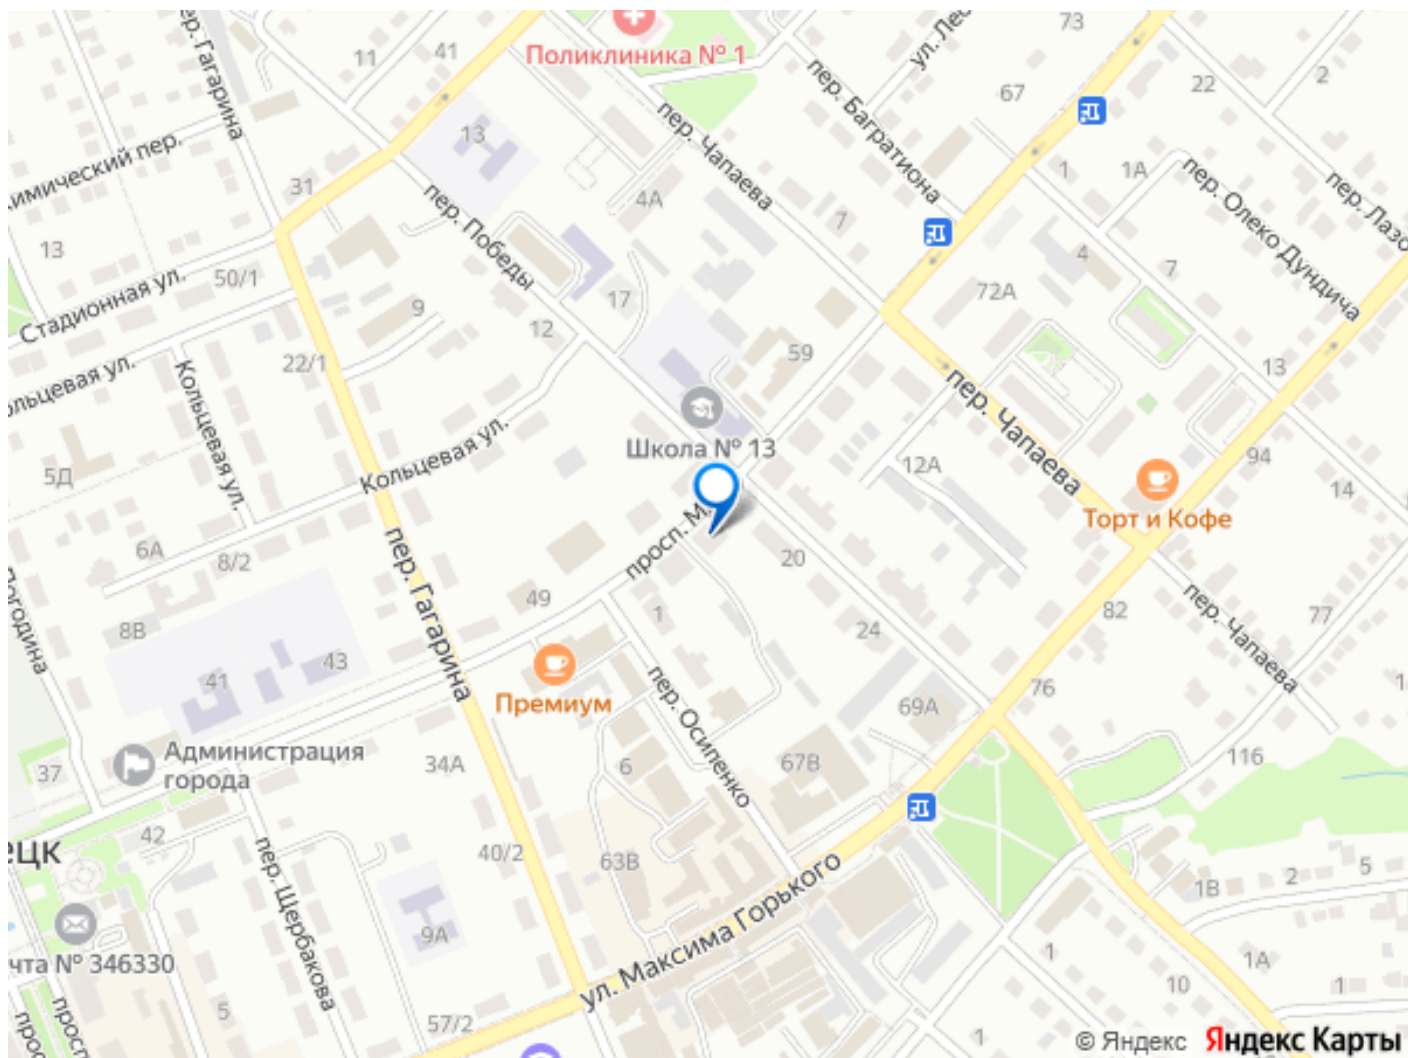 пер. Гагарина
11
41
Поликлиника № 1
73
67
22
2
пер. Багратиона
13
31
имический пер.
пер. Чапаева
4А
7
1
1А
пер. Олеко Дундича
пер. Лазо
13
50/1
Стадионная ул.
пер. Победы
17
12
9
72А
4
7
59
13
22/1
ольцевая ул.
Кольцевая ул.
Кольцевая ул.
5Д
Школа № 13
пер. Чапаева
12А
94
14
Торт и Кофе
просп. М
6А
8/2
8В
пер. Гагарина
49
1
20
24
82
77
пер. Чапаева
Погодина
41
43
Премиум
пер. Осипенко
69А
76
116
67В
6
Администрация
города
37
34А
42
ецк
пер. Щербакова
40/2
63В
9А
ул. Максима Горького
1В
2
5
1
1А
10
1
1
чта № 346330
5
57/2
просп
прос
© Яндекс Яндекс Карты